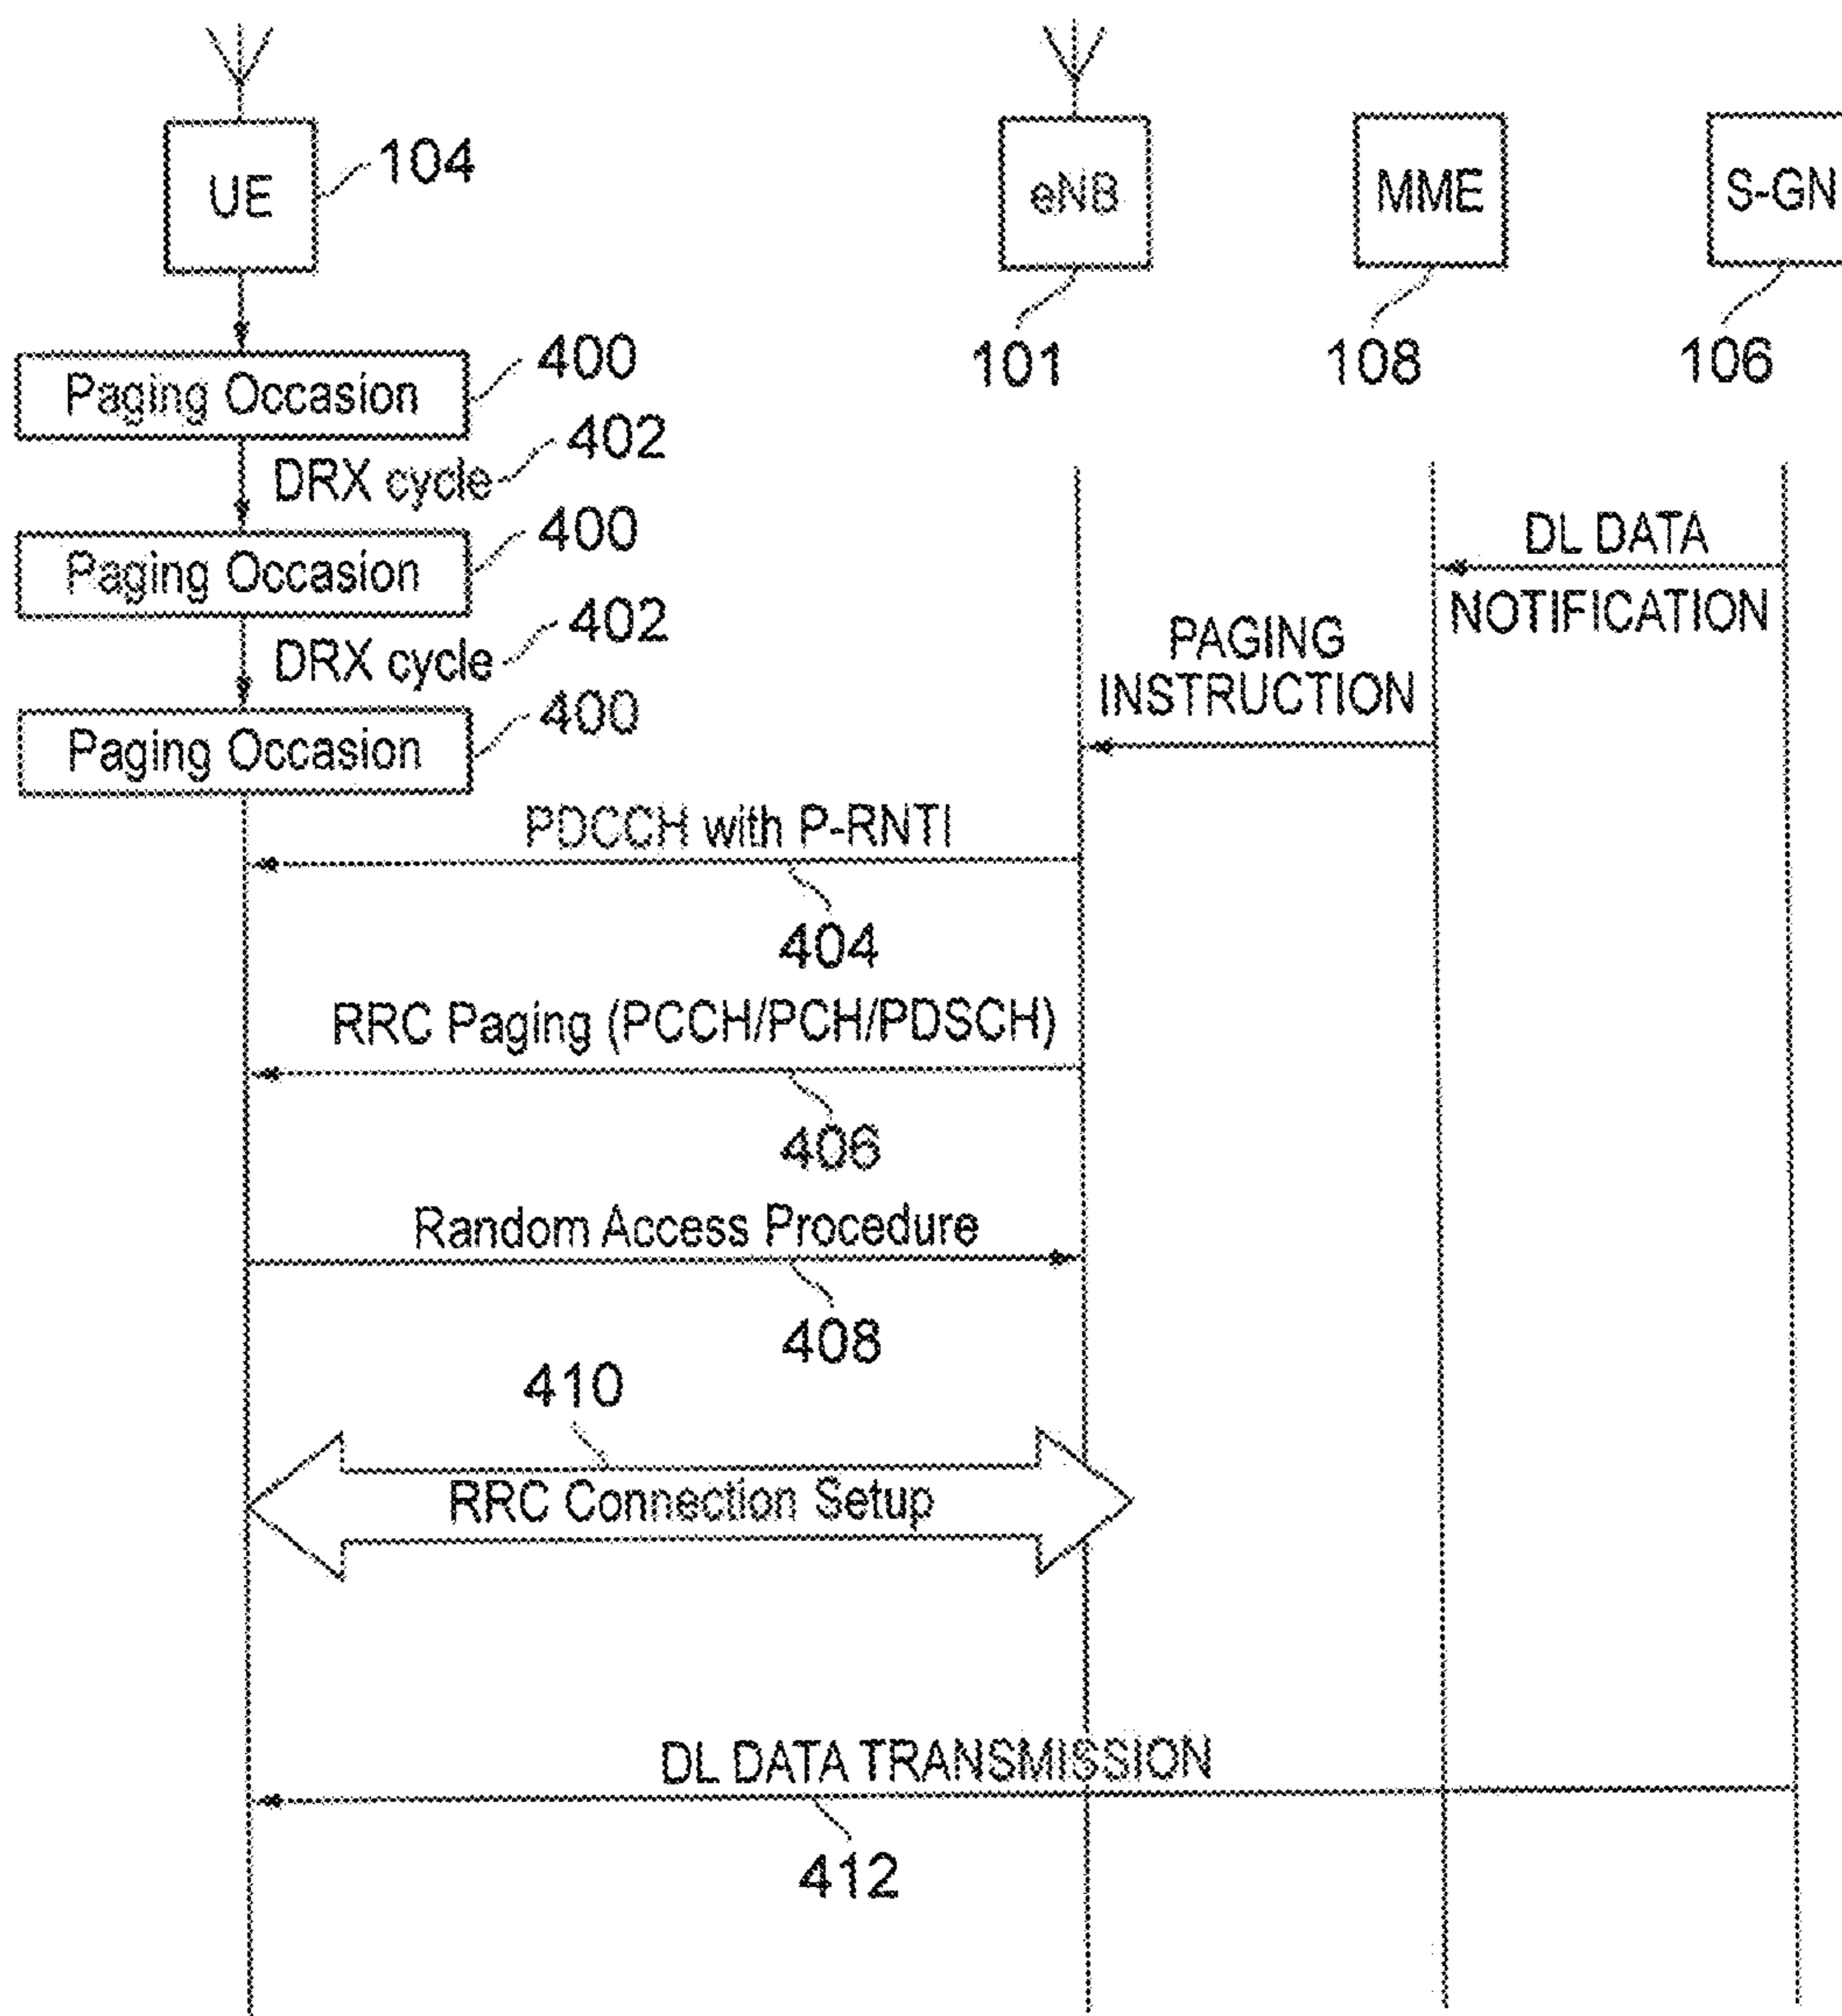 UE
104
eNB
MME
S-GN
101
108
106
Paging Occasion
400
DRX cycle
402
Paging Occasion
400
DRX cycle
402
Paging Occasion
400
DL DATA
NOTIFICATION
PAGING
INSTRUCTION
PDCCH with P-RNTI
404
RRC Paging (PCCH/PCH/PDSCH)
406
Random Access Procedure
408
410
RRC Connection Setup
DL DATA TRANSMISSION
412